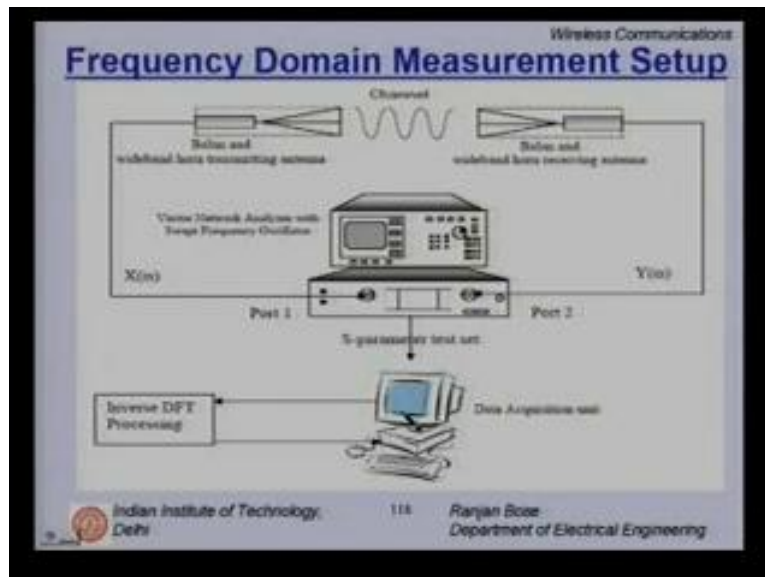 Wireless Communications
Frequency Domain Measurement Setup
Channel
Balun and
wideband horn transmitting antenna
Balun and
wideband horn receiving antenna
Vector Network Analyzer with
Swept Frequency Oscillator
X(ω)
Y(ω)
Port 1
Port 2
S-parameter test set
Inverse DFT
Processing
Data Acquisition unit
Indian Institute of Technology,
Delhi
116
Ranjan Bose
Department of Electrical Engineering